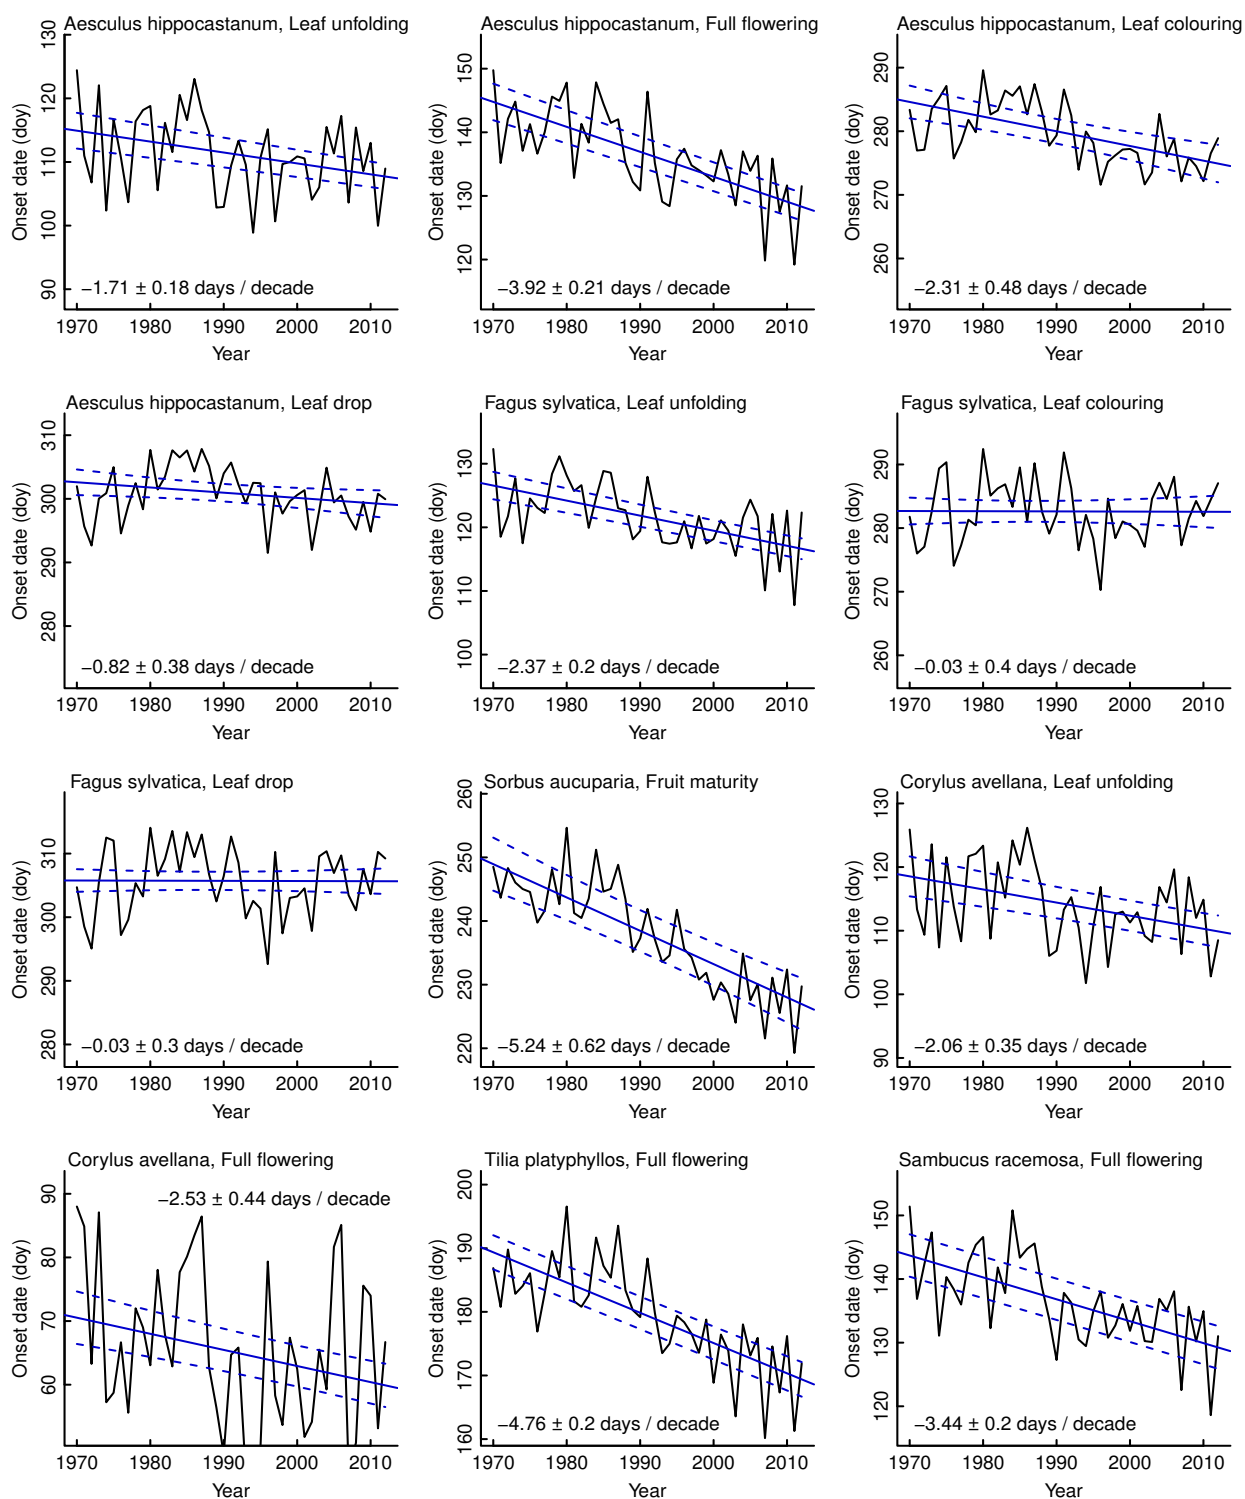 Aesculus hippocastanum, Leaf unfolding
Onset date (doy)
90 100 110 120 130
−1.71 ± 0.18 days / decade
1970 1980 1990 2000 2010
Year
Aesculus hippocastanum, Full flowering
Onset date (doy)
120 130 140 150
−3.92 ± 0.21 days / decade
1970 1980 1990 2000 2010
Year
Aesculus hippocastanum, Leaf colouring
Onset date (doy)
260 270 280 290
−2.31 ± 0.48 days / decade
1970 1980 1990 2000 2010
Year
Aesculus hippocastanum, Leaf drop
Onset date (doy)
280 290 300 310
−0.82 ± 0.38 days / decade
1970 1980 1990 2000 2010
Year
Fagus sylvatica, Leaf unfolding
Onset date (doy)
100 110 120 130
−2.37 ± 0.2 days / decade
1970 1980 1990 2000 2010
Year
Fagus sylvatica, Leaf colouring
Onset date (doy)
260 270 280 290
−0.03 ± 0.4 days / decade
1970 1980 1990 2000 2010
Year
Fagus sylvatica, Leaf drop
Onset date (doy)
280 290 300 310
−0.03 ± 0.3 days / decade
1970 1980 1990 2000 2010
Year
Sorbus aucuparia, Fruit maturity
Onset date (doy)
220 230 240 250 260
−5.24 ± 0.62 days / decade
1970 1980 1990 2000 2010
Year
Corylus avellana, Leaf unfolding
Onset date (doy)
90 100 110 120 130
−2.06 ± 0.35 days / decade
1970 1980 1990 2000 2010
Year
Corylus avellana, Full flowering
Onset date (doy)
60 70 80 90
−2.53 ± 0.44 days / decade
1970 1980 1990 2000 2010
Year
Tilia platyphyllos, Full flowering
Onset date (doy)
160 170 180 190 200
−4.76 ± 0.2 days / decade
1970 1980 1990 2000 2010
Year
Sambucus racemosa, Full flowering
Onset date (doy)
120 130 140 150
−3.44 ± 0.2 days / decade
1970 1980 1990 2000 2010
Year